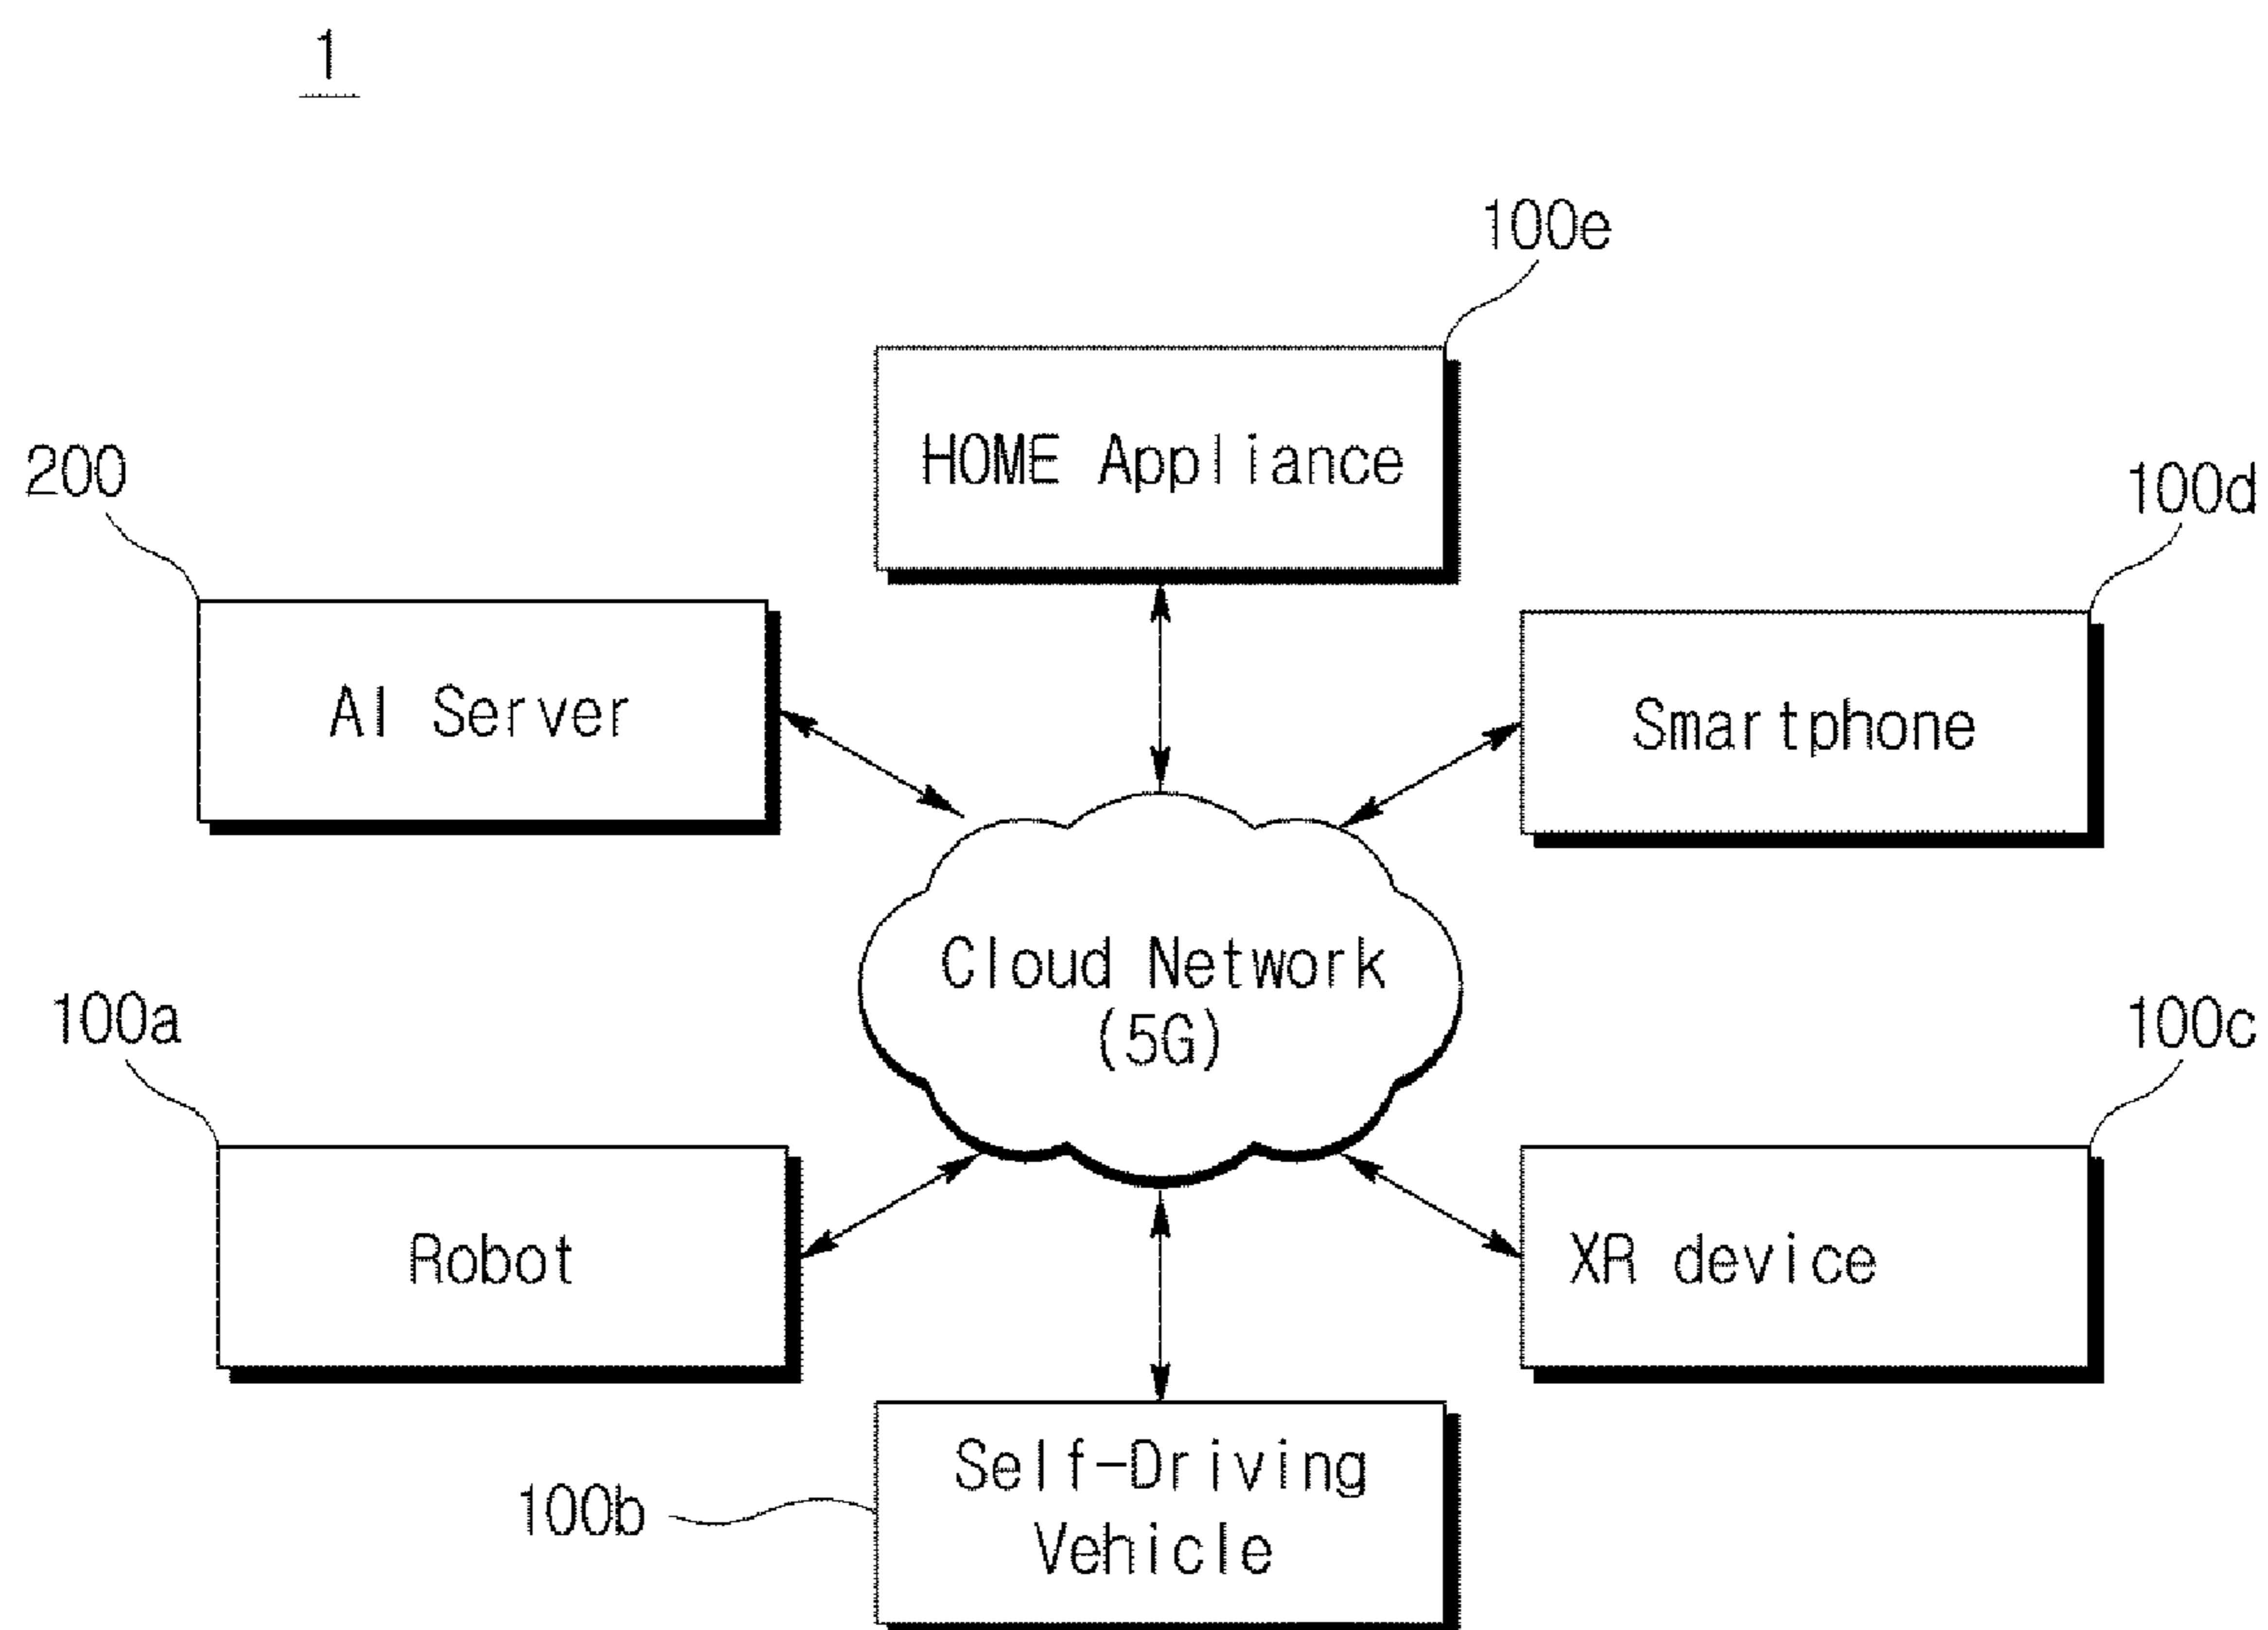 1
100e
HOME Appliance
200
100d
AI Server
Smartphone
Cloud Network
(5G)
100a
100c
Robot
XR device
Self-Driving
Vehicle
100b